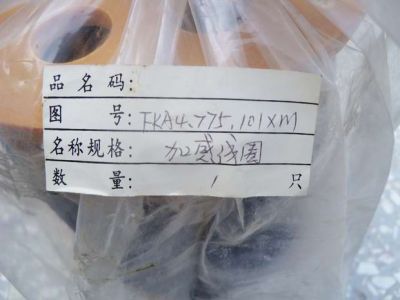 品名码:
图号: FKA4.775.101XM
名称规格: 加感线圈
数量: 1 只